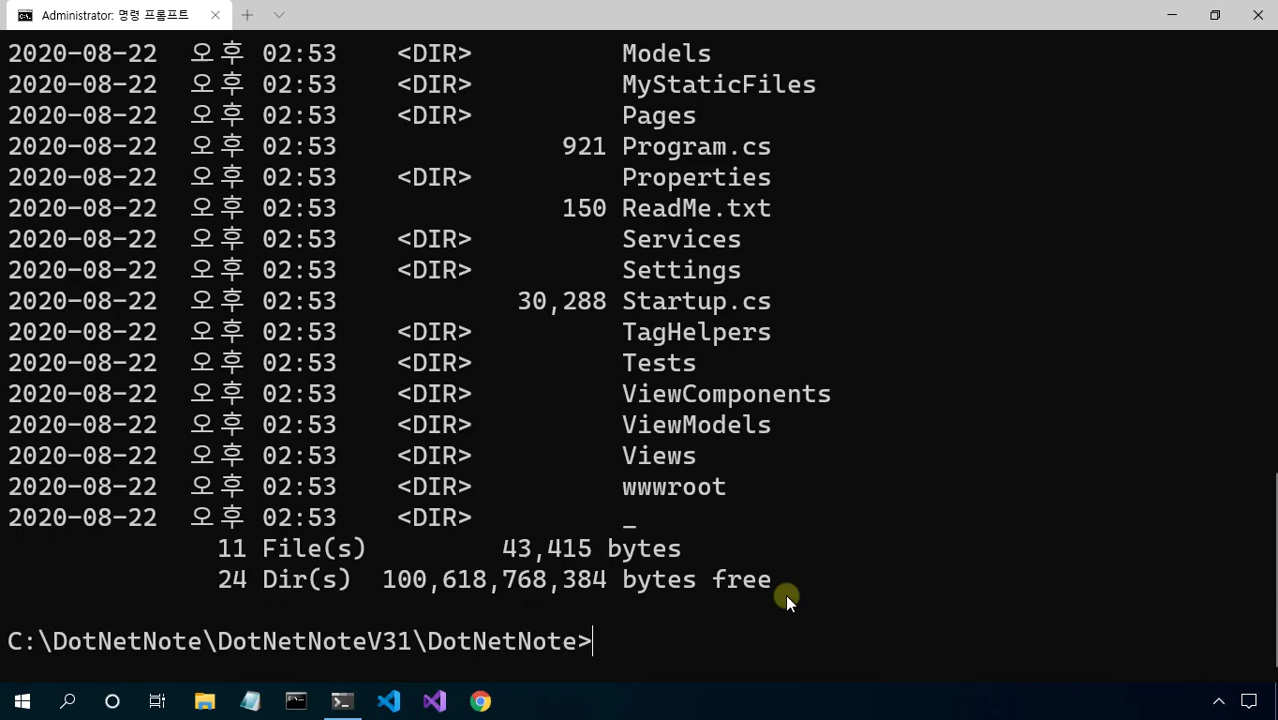 Administrator: 명령 프롬프트
2020-08-22 오후 02:53 <DIR> Models
2020-08-22 오후 02:53 <DIR> MyStaticFiles
2020-08-22 오후 02:53 <DIR> Pages
2020-08-22 오후 02:53 921 Program.cs
2020-08-22 오후 02:53 <DIR> Properties
2020-08-22 오후 02:53 150 ReadMe.txt
2020-08-22 오후 02:53 <DIR> Services
2020-08-22 오후 02:53 <DIR> Settings
2020-08-22 오후 02:53 30,288 Startup.cs
2020-08-22 오후 02:53 <DIR> TagHelpers
2020-08-22 오후 02:53 <DIR> Tests
2020-08-22 오후 02:53 <DIR> ViewComponents
2020-08-22 오후 02:53 <DIR> ViewModels
2020-08-22 오후 02:53 <DIR> Views
2020-08-22 오후 02:53 <DIR> wwwroot
2020-08-22 오후 02:53 <DIR> _
11 File(s) 43,415 bytes
24 Dir(s) 100,618,768,384 bytes free
C:\DotNetNote\DotNetNoteV31\DotNetNote>